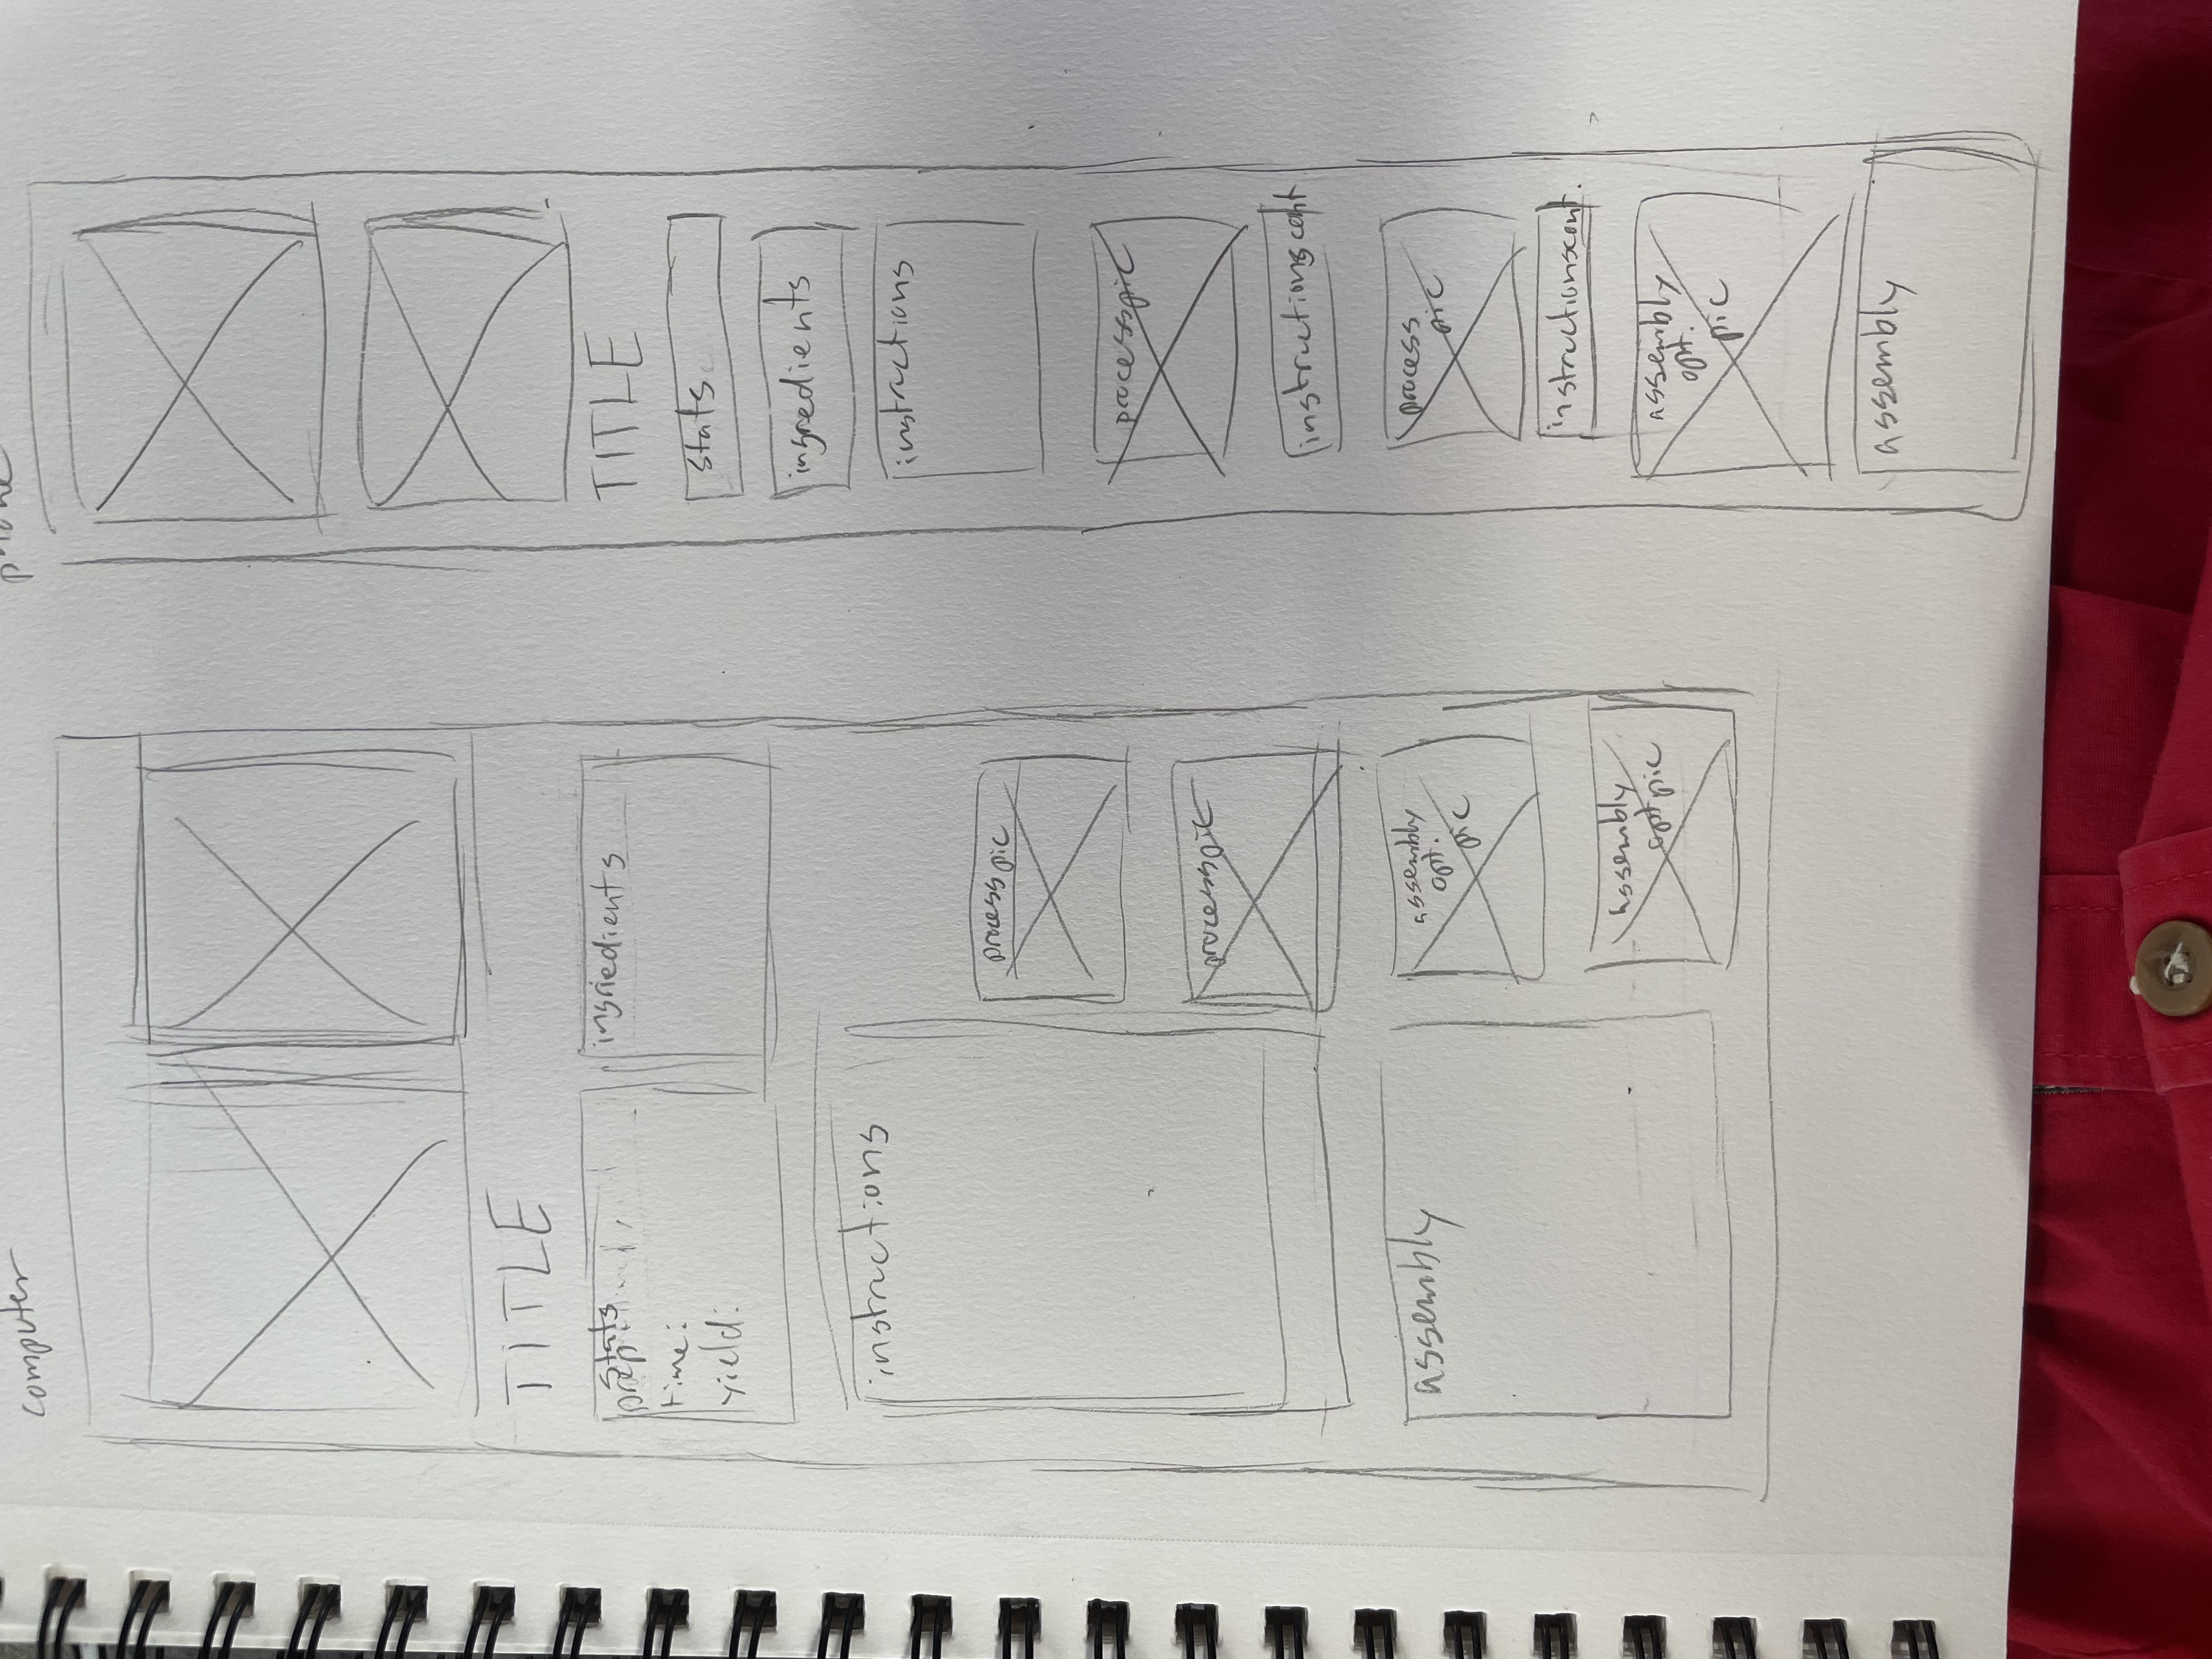 computer
TITLE
stats
prep
time:
yield:
ingriedients
instructions
process pic
process pic
assembly
assembly
opt.
pic
assembly
opt pic
phone
TITLE
stats
ingredients
instructions
process pic
instructions cont
process
pic
instructions cont.
assembly
opt.
pic
assembly